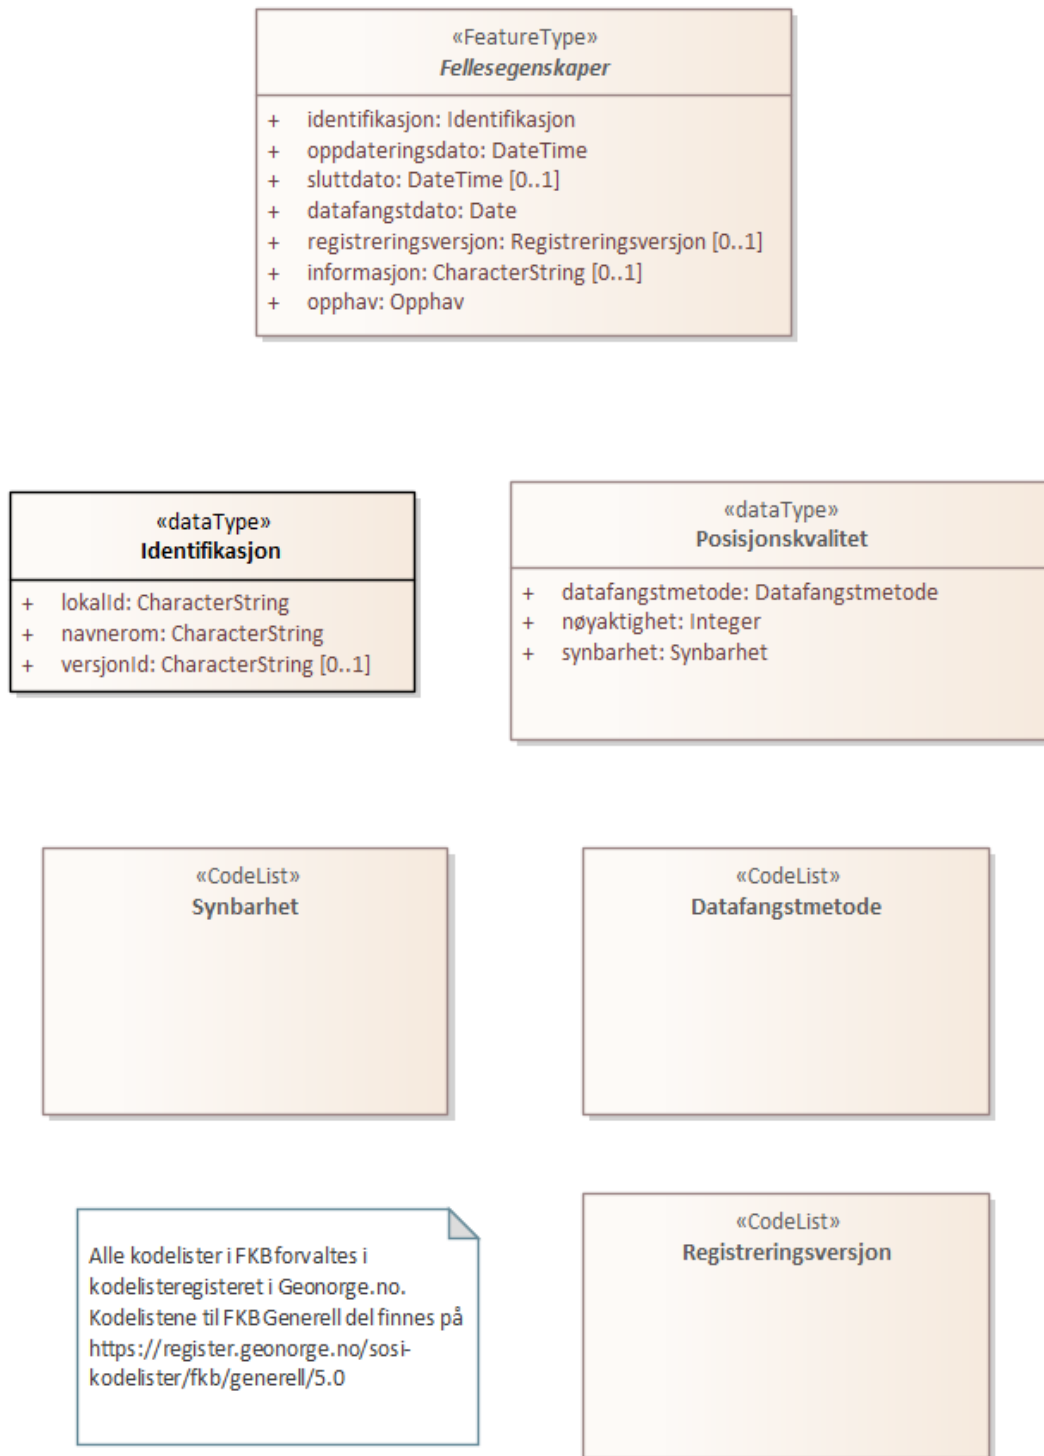 «FeatureType»
Fellesegenskaper
+ identifikasjon: Identifikasjon
+ oppdateringsdato: DateTime
+ sluttdato: DateTime [0..1]
+ datafangstdato: Date
+ registreringsversjon: Registreringsversjon [0..1]
+ informasjon: CharacterString [0..1]
+ opphav: Opphav
«dataType»
Identifikasjon
+ lokalId: CharacterString
+ navnerom: CharacterString
+ versjonId: CharacterString [0..1]
«dataType»
Posisjonskvalitet
+ datafangstmetode: Datafangstmetode
+ nøyaktighet: Integer
+ synbarhet: Synbarhet
«CodeList»
Synbarhet
«CodeList»
Datafangstmetode
Alle kodelister i FKB forvaltes i
kodelisteregisteret i Geonorge.no.
Kodelistene til FKB Generell del finnes på
https://register.geonorge.no/sosi-
kodelister/fkb/generell/5.0
«CodeList»
Registreringsversjon